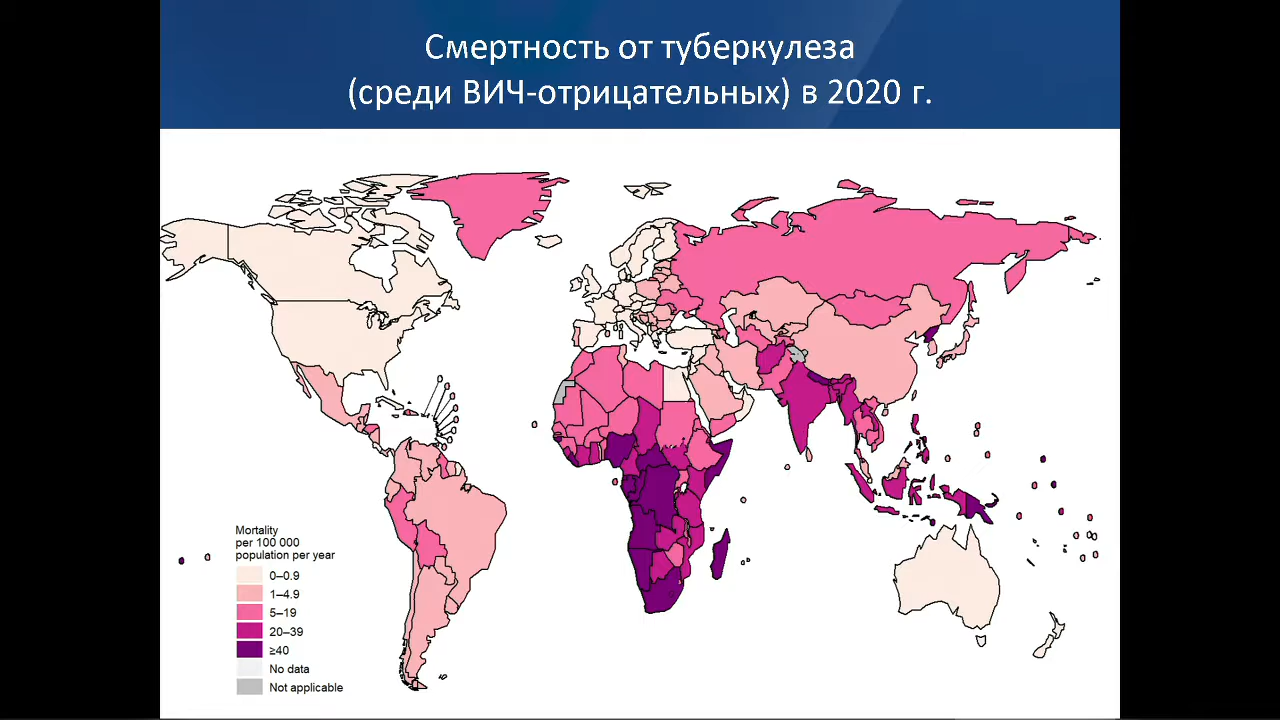 Смертность от туберкулеза
(среди ВИЧ-отрицательных) в 2020 г.
Mortality
per 100 000
population per year
0–0.9
1–4.9
5–19
20–39
≥40
No data
Not applicable